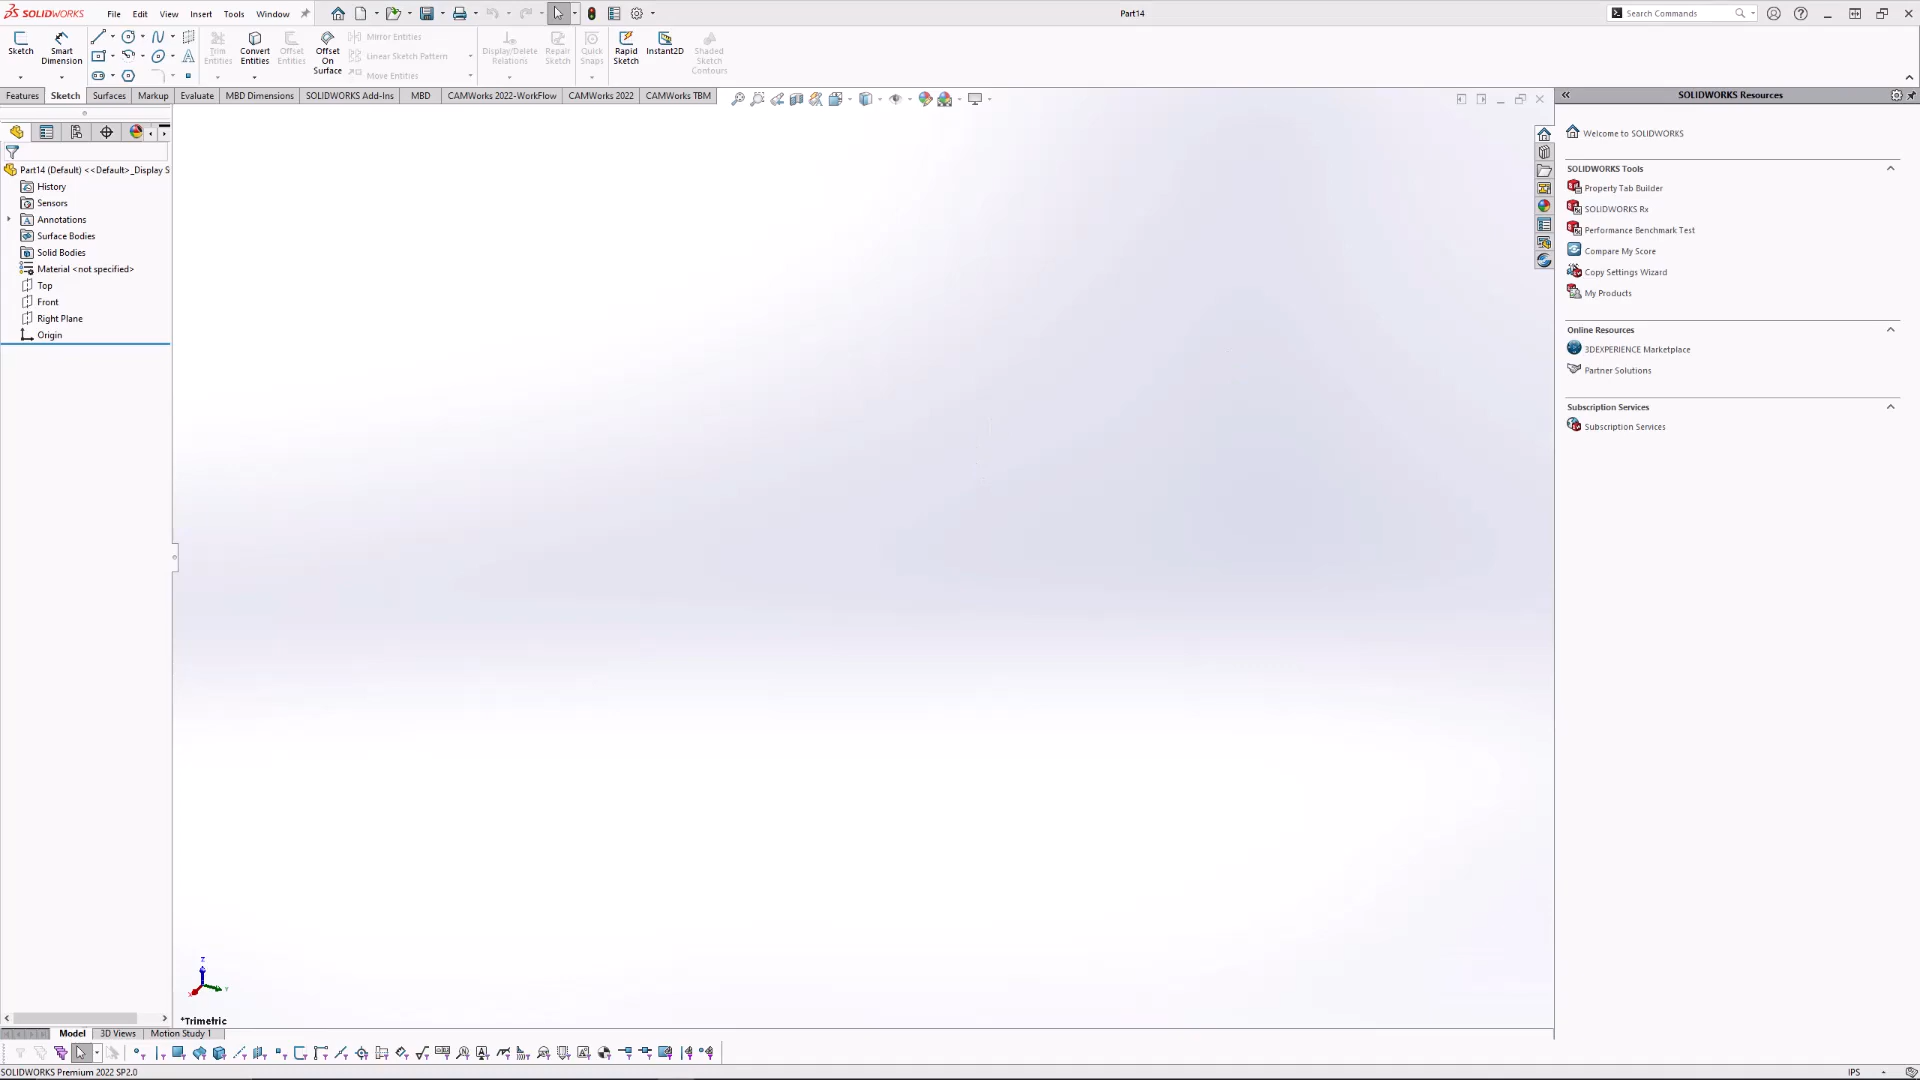 SOLIDWORKS File Edit View Insert Tools Window Part14 Search Commands
Sketch
Smart
Dimension
Trim
Entities
Convert
Entities
Offset
Entities
Offset
On
Surface
Mirror Entities
Linear Sketch Pattern
Move Entities
Display/Delete
Relations
Repair
Sketch
Quick
Snaps
Rapid
Sketch
Instant2D
Shaded
Sketch
Contours
Features Sketch Surfaces Markup Evaluate MBD Dimensions SOLIDWORKS Add-Ins MBD CAMWorks 2022-WorkFlow CAMWorks 2022 CAMWorks TBM
Part14 (Default) <<Default>_Display S
History
Sensors
Annotations
Surface Bodies
Solid Bodies
Material <not specified>
Top
Front
Right Plane
Origin
SOLIDWORKS Resources
Welcome to SOLIDWORKS
SOLIDWORKS Tools
Property Tab Builder
SOLIDWORKS Rx
Performance Benchmark Test
Compare My Score
Copy Settings Wizard
My Products
Online Resources
3DEXPERIENCE Marketplace
Partner Solutions
Subscription Services
Subscription Services
Z
X
Y
*Trimetric
Model 3D Views Motion Study 1
SOLIDWORKS Premium 2022 SP2.0 IPS